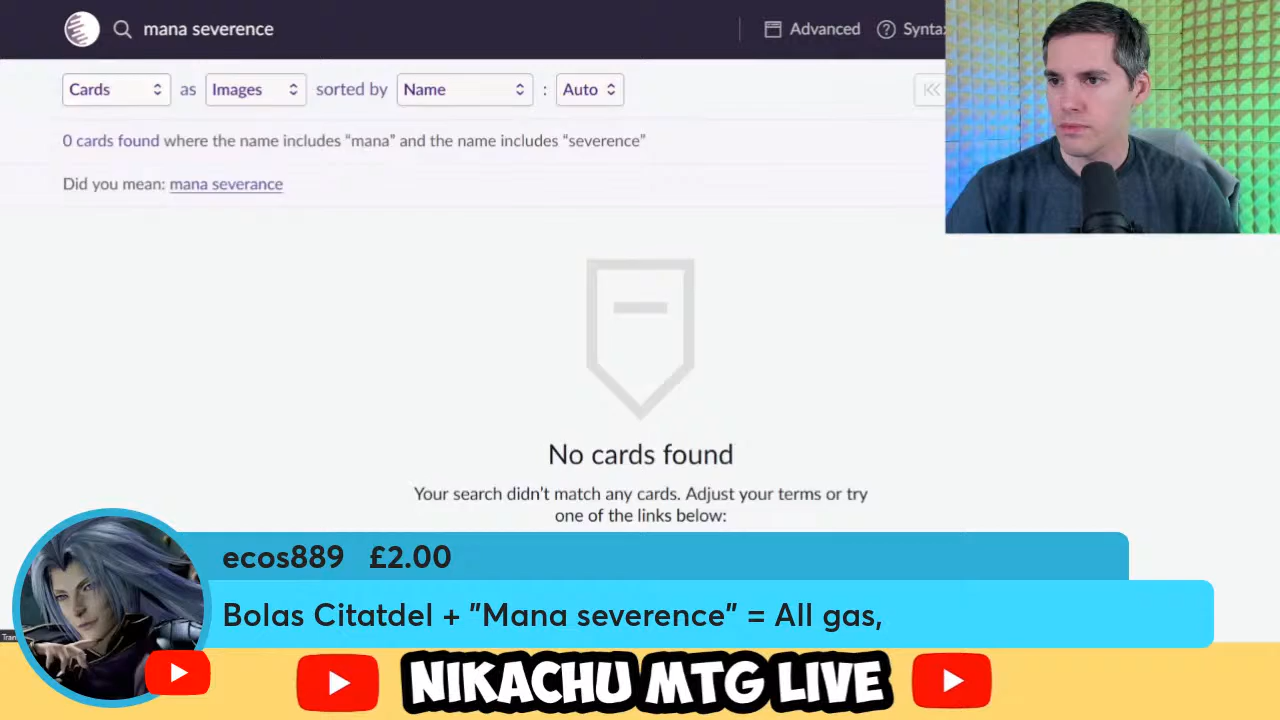 mana severence
Advanced
Syntax
Cards as Images sorted by Name : Auto
0 cards found where the name includes “mana” and the name includes “severence”
Did you mean: mana severance
No cards found
Your search didn’t match any cards. Adjust your terms or try
one of the links below:
ecos889 £2.00
Bolas Citatdel + "Mana severence" = All gas,
Tran
NIKACHU MTG LIVE